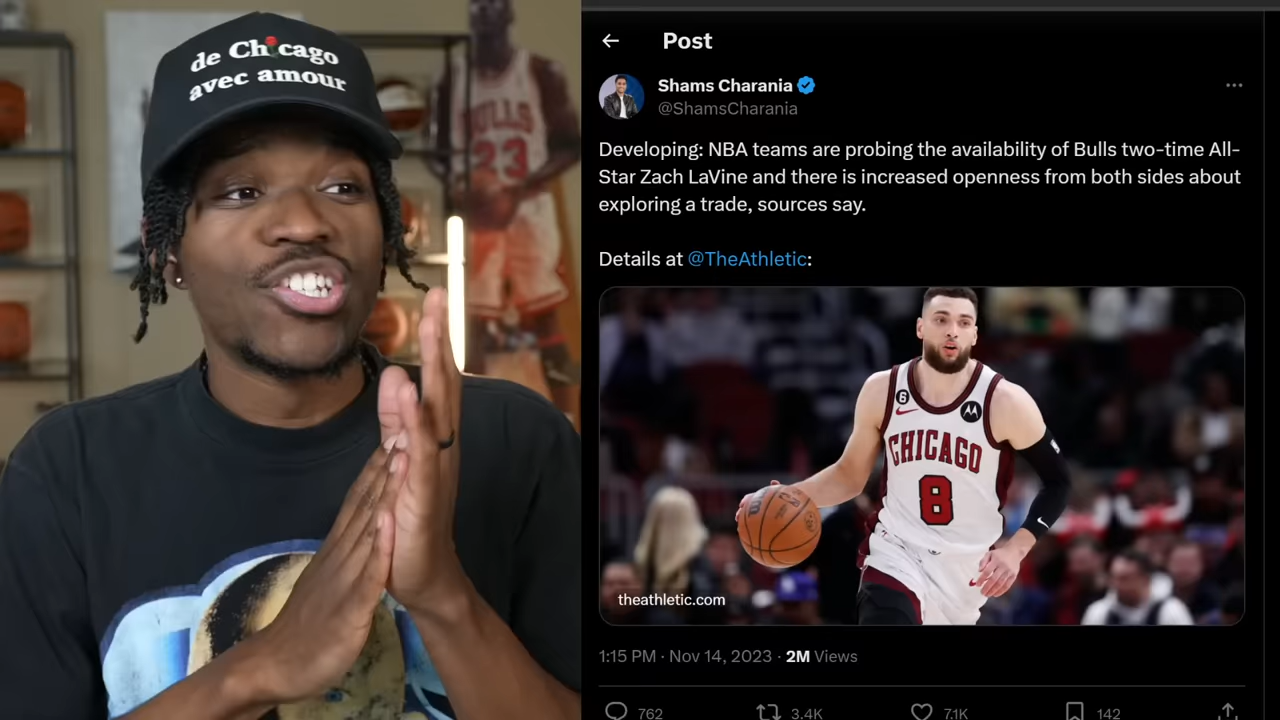 de Chicago
avec amour
BULLS
23
Post
Shams Charania
@ShamsCharania
Developing: NBA teams are probing the availability of Bulls two-time All-
Star Zach LaVine and there is increased openness from both sides about
exploring a trade, sources say.
Details at @TheAthletic:
6
CHICAGO
8
theathletic.com
1:15 PM · Nov 14, 2023 · 2M Views
762
3.4K
7.1K
142